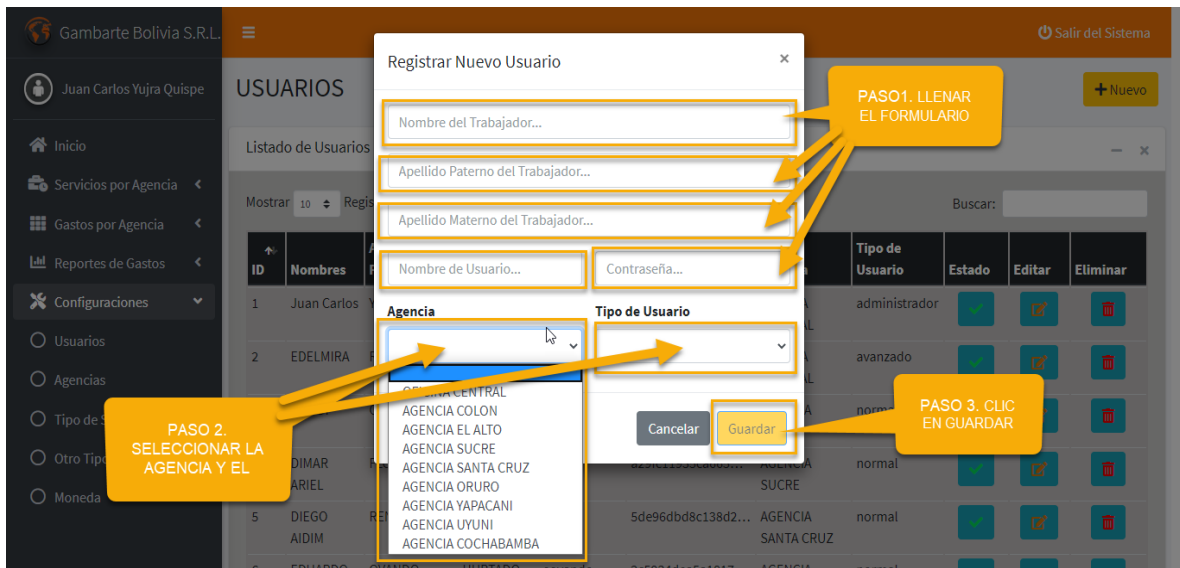 Gambarte Bolivia S.R.L.
Salir del Sistema
Juan Carlos Yujra Quispe
USUARIOS
Nuevo
Inicio
Servicios por Agencia
Gastos por Agencia
Reportes de Gastos
Configuraciones
Usuarios
Agencias
Tipo de
Otro Tipo
Moneda
Listado de Usuarios
Mostrar 10
Buscar:
Registrar Nuevo Usuario
Nombre del Trabajador...
Apellido Paterno del Trabajador...
Apellido Materno del Trabajador...
Nombre de Usuario...
Contraseña...
Agencia
Tipo de Usuario
AGENCIA COLON
AGENCIA EL ALTO
AGENCIA SUCRE
AGENCIA SANTA CRUZ
AGENCIA ORURO
AGENCIA YAPACANI
AGENCIA UYUNI
AGENCIA COCHABAMBA
Cancelar
Guardar
PASO1. LLENAR
EL FORMULARIO
PASO 2.
SELECCIONAR LA
AGENCIA Y EL
PASO 3. CLIC
EN GUARDAR
ID
Nombres
Tipo de
Usuario
Estado
Editar
Eliminar
1
Juan Carlos
administrador
2
EDELMIRA
avanzado
DIMAR
ARIEL
AGENCIA
SUCRE
normal
5
DIEGO
AIDIM
5de96dbd8c138d2...
AGENCIA
SANTA CRUZ
normal